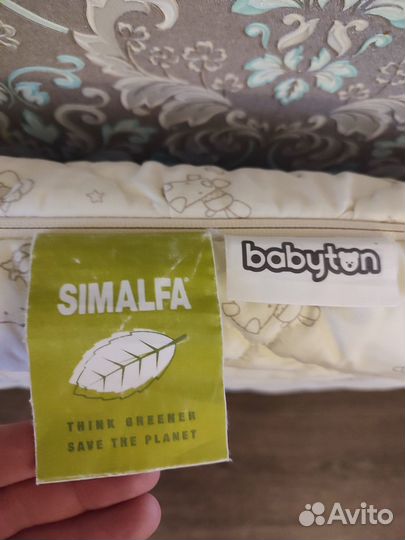 SIMALFA®
THINK GREENER
SAVE THE PLANET
babyton
Avito